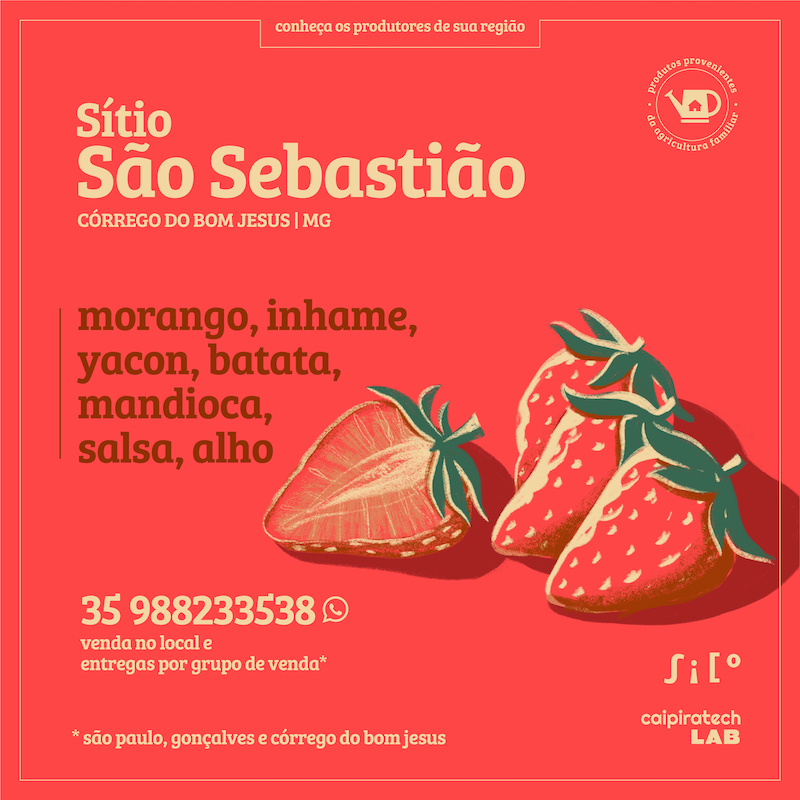 conheça os produtores de sua região
produtos provenientes
da agricultura familiar
Sítio
São Sebastião
CÓRREGO DO BOM JESUS | MG
morango, inhame,
yacon, batata,
mandioca,
salsa, alho
35 988233538
venda no local e
entregas por grupo de venda*
* são paulo, gonçalves e córrego do bom jesus
caipiratech
LAB